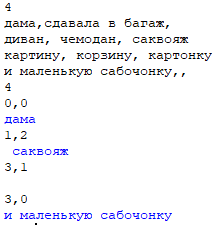 4
дама,сдавала в багаж,
диван, чемодан, саквояж
картину, корзину, картонку
и маленькую сабочонку,,
4
0,0
дама
1,2
 саквояж
3,1

3,0
и маленькую сабочонку